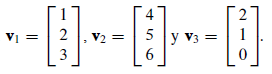 v₁ = [1 2 3], v₂ = [4 5 6] y v₃ = [2 1 0].